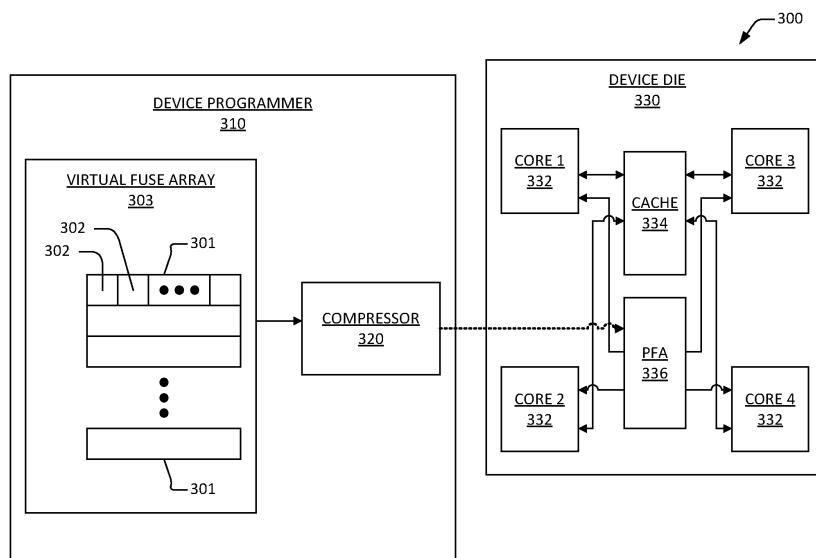 300
DEVICE PROGRAMMER
310
VIRTUAL FUSE ARRAY
303
302
302
301
301
COMPRESSOR
320
DEVICE DIE
330
CORE 1
332
CACHE
334
CORE 3
332
PFA
336
CORE 2
332
CORE 4
332